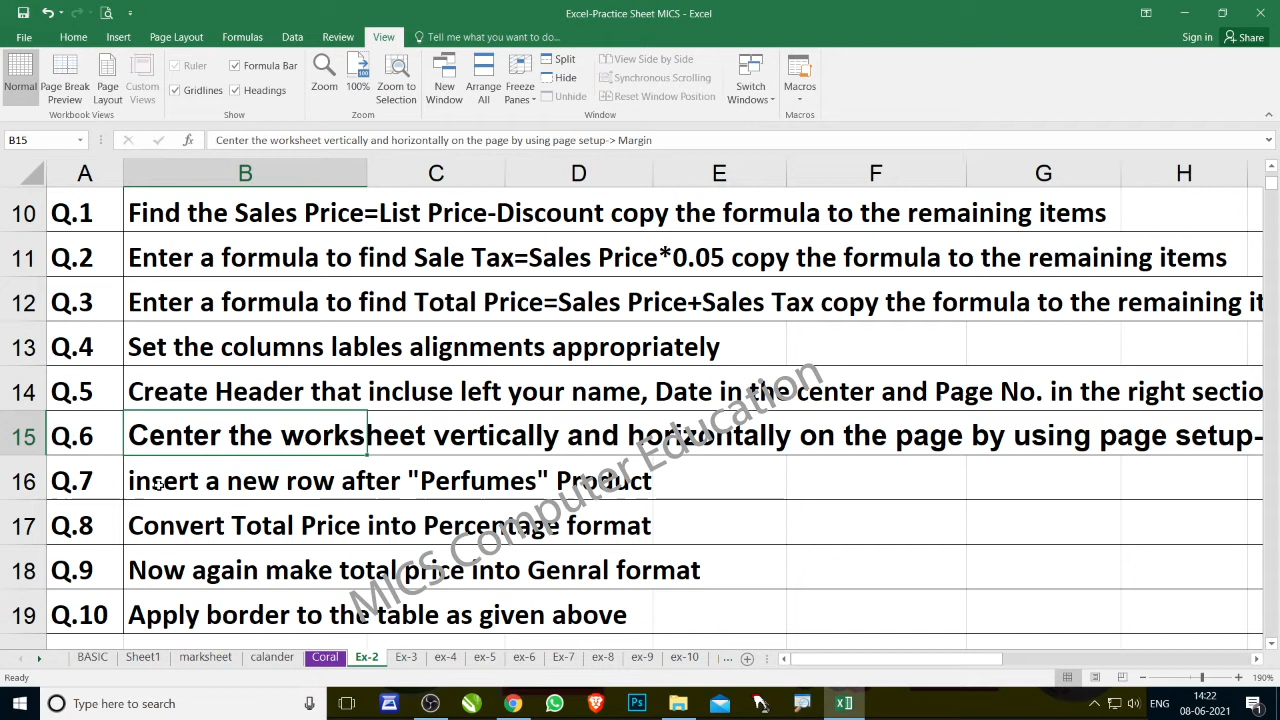 Excel-Practice Sheet MICS - Excel
File Home Insert Page Layout Formulas Data Review View Tell me what you want to do... Sign in Share
Normal Page Break Preview Page Layout Custom Views
Ruler Formula Bar
Gridlines Headings
Zoom 100% Zoom to Selection
New Window Arrange All Freeze Panes
Split
Hide
Unhide
View Side by Side
Synchronous Scrolling
Reset Window Position
Switch Windows Macros
Workbook Views Show Zoom Window Macros
B15 fx Center the worksheet vertically and horizontally on the page by using page setup-> Margin
A B C D E F G H
10 Q.1 Find the Sales Price=List Price-Discount copy the formula to the remaining items
11 Q.2 Enter a formula to find Sale Tax=Sales Price*0.05 copy the formula to the remaining items
12 Q.3 Enter a formula to find Total Price=Sales Price+Sales Tax copy the formula to the remaining it
13 Q.4 Set the columns lables alignments appropriately
14 Q.5 Create Header that incluse left your name, Date in the center and Page No. in the right sectio
15 Q.6 Center the worksheet vertically and horizontally on the page by using page setup-
16 Q.7 insert a new row after "Perfumes" Product
17 Q.8 Convert Total Price into Percentage format
18 Q.9 Now again make total price into Genral format
19 Q.10 Apply border to the table as given above
MICS Computer Education
BASIC Sheet1 marksheet calander Coral Ex-2 Ex-3 ex-4 ex-5 ex-6 Ex-7 ex-8 ex-9 ex-10 ...
Ready 190%
Type here to search
Ps
ENG
14:22
08-06-2021
1